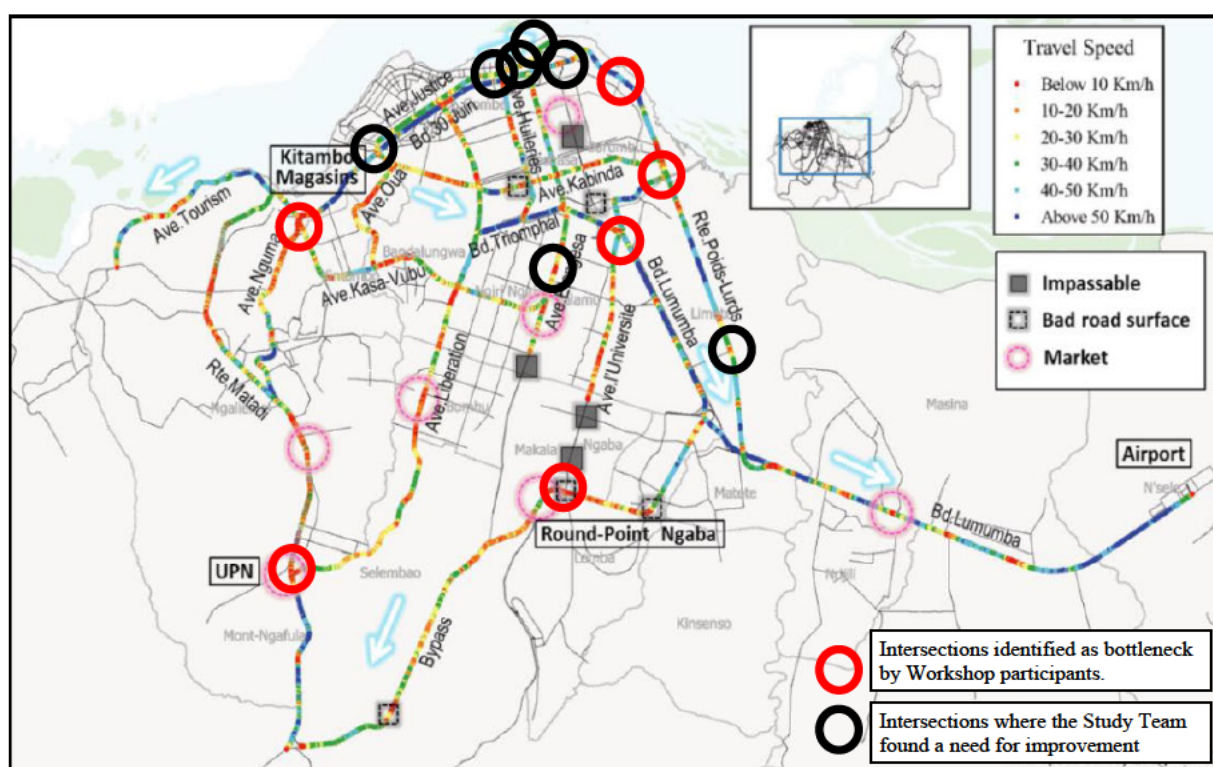 Travel Speed
Below 10 Km/h
10-20 Km/h
20-30 Km/h
30-40 Km/h
40-50 Km/h
Above 50 Km/h
Impassable
Bad road surface
Market
Ave.Justice
Bd.30 Juin
Ave.Huileries
Kitambo
Magasins
Ave.Oua
Ave.Kabinda
Ave.Tourism
Bd.Triomphal
Bandalungwa
Ave.Nguma
Ave.Kasa-Vubu
Rte.Poids-Lurds
Bd.Lumumba
Limete
Ave.l'Universile
Ave.Liberation
Rte.Matadi
Masina
Makala
Ngaba
Airport
N'sele
Matete
Bd.Lumumba
Round-Point Ngaba
UPN
Selembao
Ndjili
Mont-Ngafula
Bypass
Kinsenso
Intersections identified as bottleneck
by Workshop participants.
Intersections where the Study Team
found a need for improvement